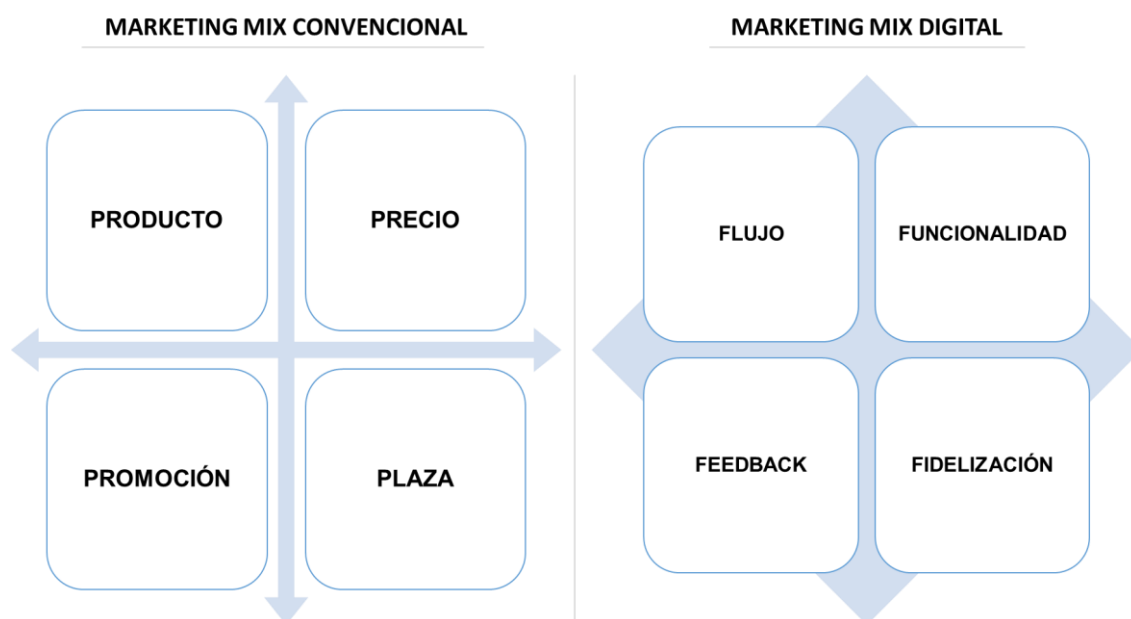 MARKETING MIX CONVENCIONAL
PRODUCTO
PRECIO
PROMOCIÓN
PLAZA
MARKETING MIX DIGITAL
FLUJO
FUNCIONALIDAD
FEEDBACK
FIDELIZACIÓN